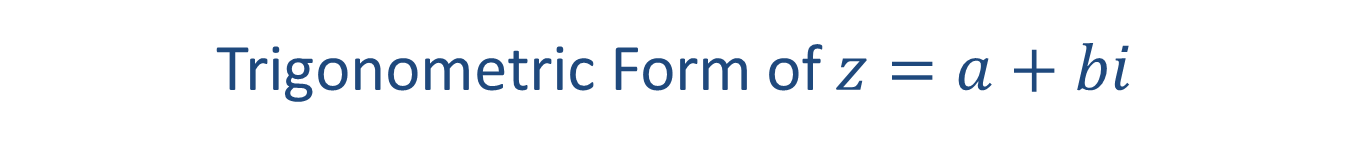 Trigonometric Form of z = a + bi